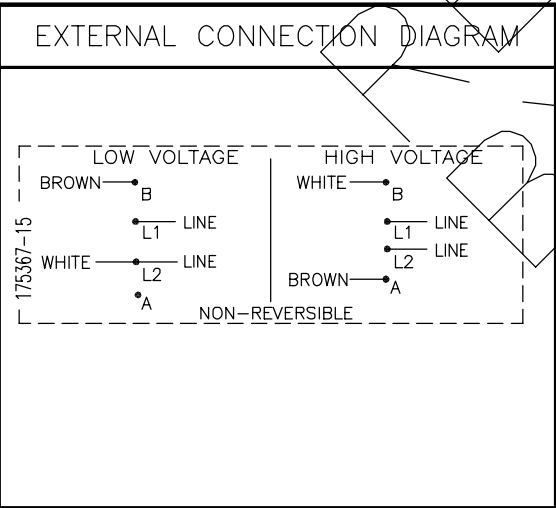 EXTERNAL CONNECTION DIAGRAM
LOW VOLTAGE
BROWN
B
L1
LINE
WHITE
L2
LINE
A
HIGH VOLTAGE
WHITE
B
L1
LINE
L2
LINE
BROWN
A
NON-REVERSIBLE
175367-15